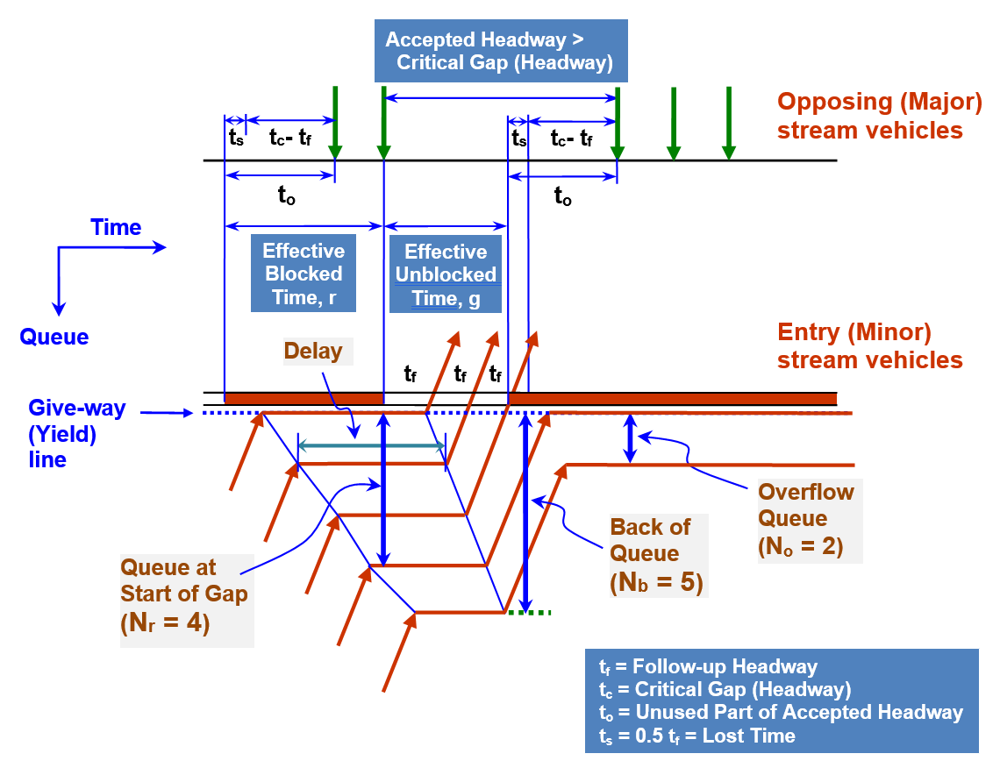 Accepted Headway >
Critical Gap (Headway)
Opposing (Major)
stream vehicles
ts
tc- tf
ts
tc- tf
to
to
Time
Queue
Effective
Blocked
Time, r
Effective
Unblocked
Time, g
Entry (Minor)
stream vehicles
Delay
tf
tf
tf
Give-way
(Yield)
line
Queue at
Start of Gap
(Nr = 4)
Back of
Queue
(Nb = 5)
Overflow
Queue
(No = 2)
tf = Follow-up Headway
tc = Critical Gap (Headway)
to = Unused Part of Accepted Headway
ts = 0.5 tf = Lost Time